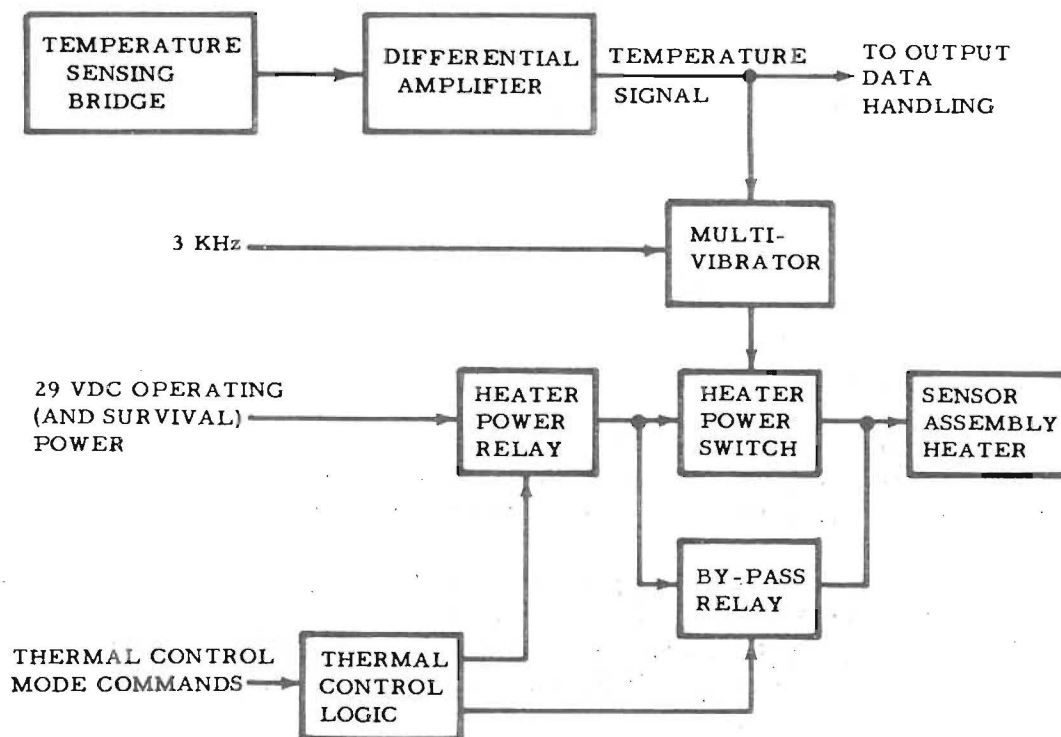 TEMPERATURE
SENSING
BRIDGE
DIFFERENTIAL
AMPLIFIER
TEMPERATURE
SIGNAL
TO OUTPUT
DATA
HANDLING
3 KHz
MULTI-
VIBRATOR
29 VDC OPERATING
(AND SURVIVAL)
POWER
HEATER
POWER
RELAY
HEATER
POWER
SWITCH
SENSOR
ASSEMBLY
HEATER
BY-PASS
RELAY
THERMAL CONTROL
MODE COMMANDS
THERMAL
CONTROL
LOGIC